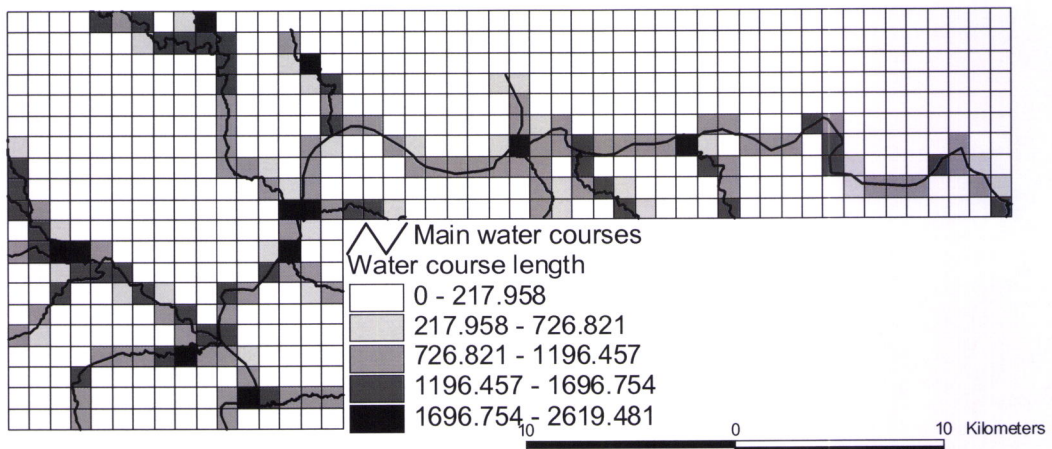 Main water courses
Water course length
0 - 217.958
217.958 - 726.821
726.821 - 1196.457
1196.457 - 1696.754
1696.754 - 2619.481
10 0 10 Kilometers